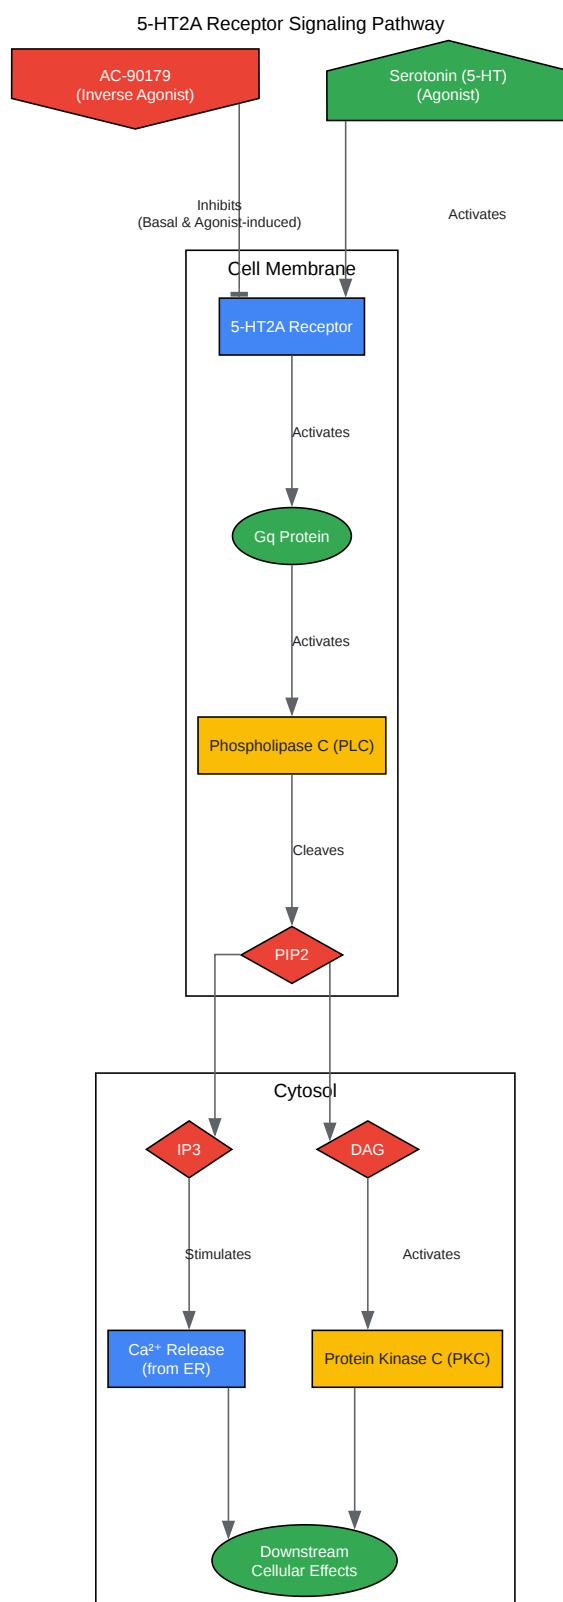 5-HT2A Receptor Signaling Pathway
AC-90179
(Inverse Agonist)
Serotonin (5-HT)
(Agonist)
Inhibits
(Basal & Agonist-induced)
Activates
Cell Membrane
5-HT2A Receptor
Activates
Gq Protein
Activates
Phospholipase C (PLC)
Cleaves
PIP2
Cytosol
IP3
DAG
Stimulates
Activates
Ca²⁺ Release
(from ER)
Protein Kinase C (PKC)
Downstream
Cellular Effects